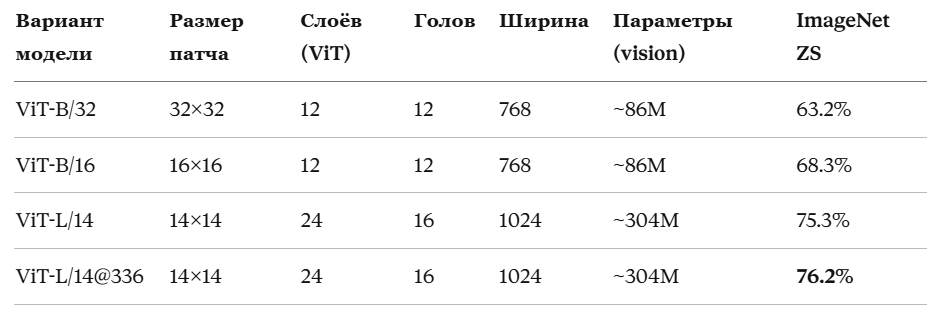 Вариант модели Размер патча Слоёв (ViT) Голов Ширина Параметры (vision) ImageNet ZS
ViT-B/32 32×32 12 12 768 ~86M 63.2%
ViT-B/16 16×16 12 12 768 ~86M 68.3%
ViT-L/14 14×14 24 16 1024 ~304M 75.3%
ViT-L/14@336 14×14 24 16 1024 ~304M 76.2%